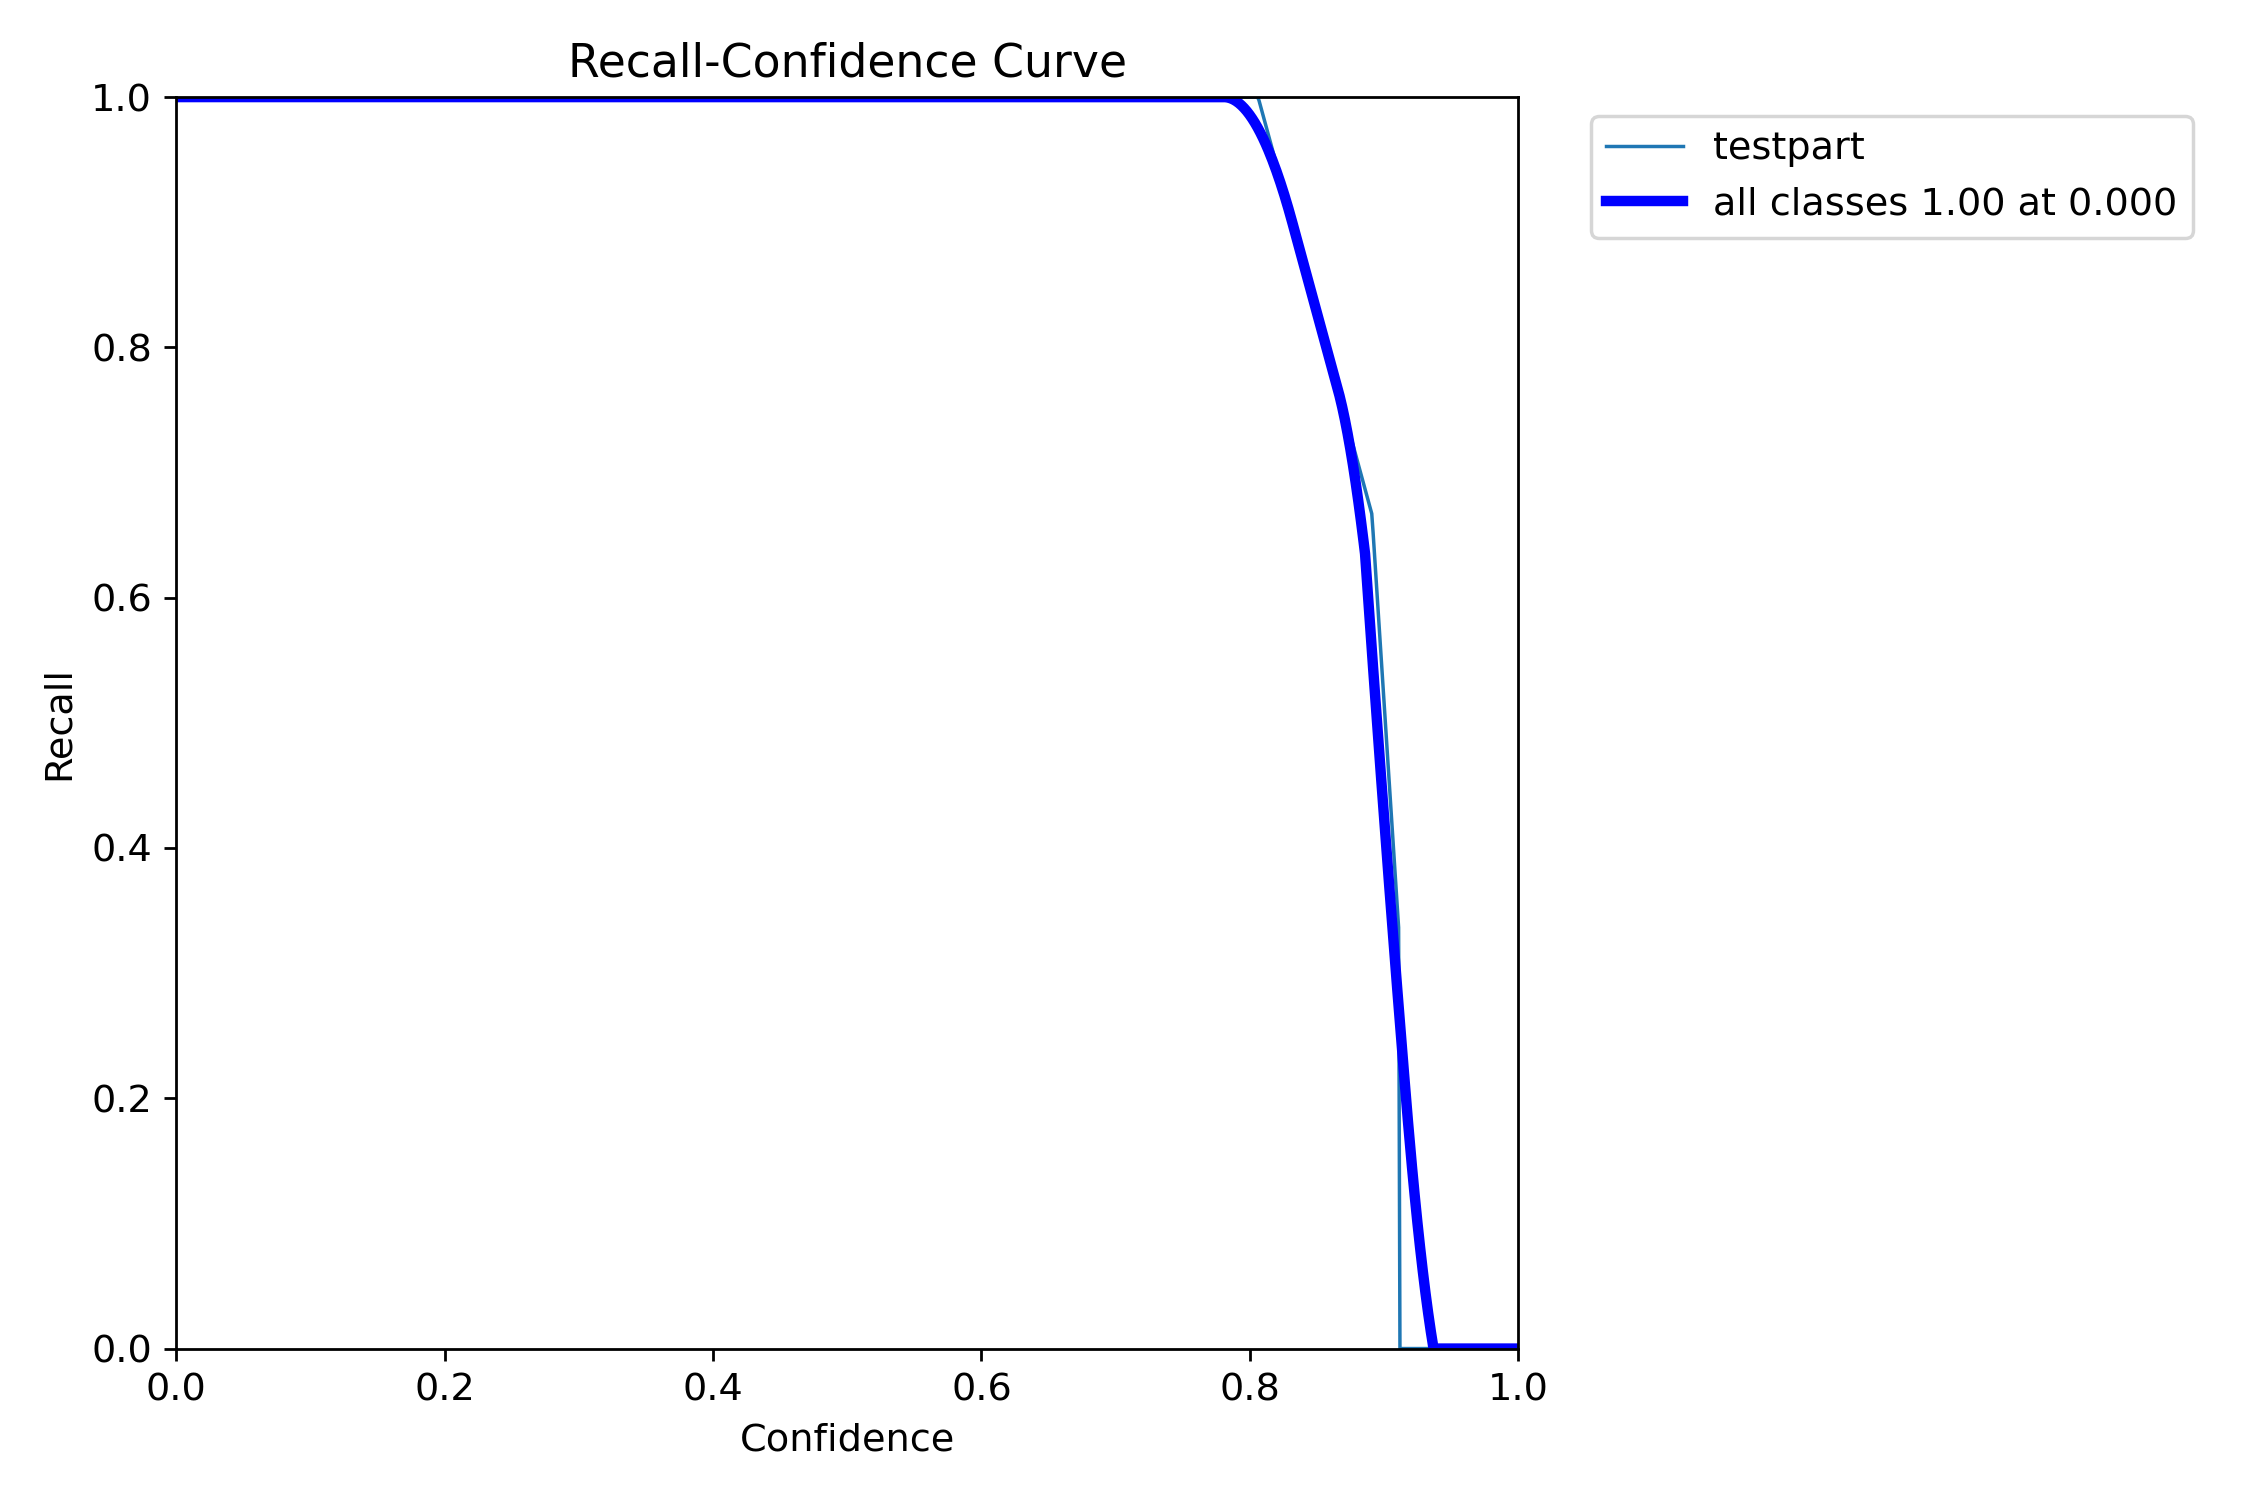 Recall-Confidence Curve
1.0
0.8
0.6
0.4
0.2
0.0
Recall
0.0 0.2 0.4 0.6 0.8 1.0
Confidence
testpart
all classes 1.00 at 0.000